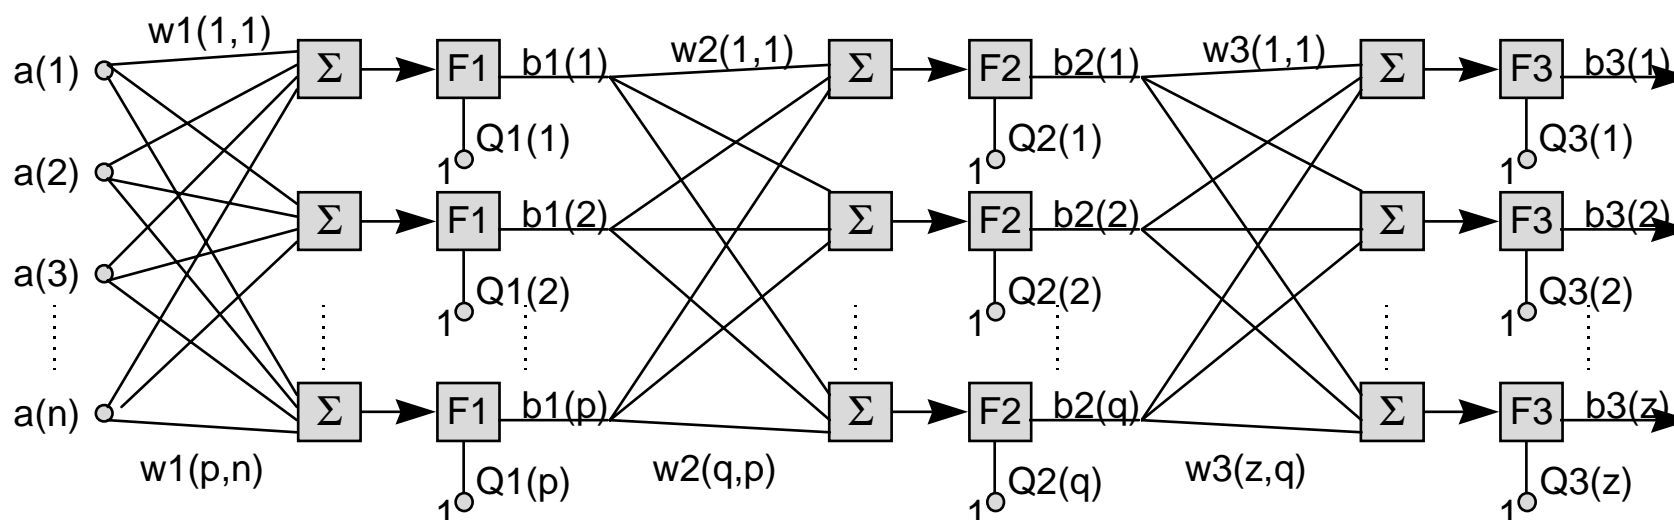 w1(1,1) w2(1,1) w3(1,1)
a(1) Σ F1 b1(1) Σ F2 b2(1) Σ F3 b3(1)
Q1(1) Q2(1) Q3(1)
1 1 1
a(2) Σ F1 b1(2) Σ F2 b2(2) Σ F3 b3(2)
a(3) Q1(2) Q2(2) Q3(2)
1 1 1
a(n) Σ F1 b1(p) Σ F2 b2(q) Σ F3 b3(z)
w1(p,n) w2(q,p) w3(z,q)
Q1(p) Q2(q) Q3(z)
1 1 1